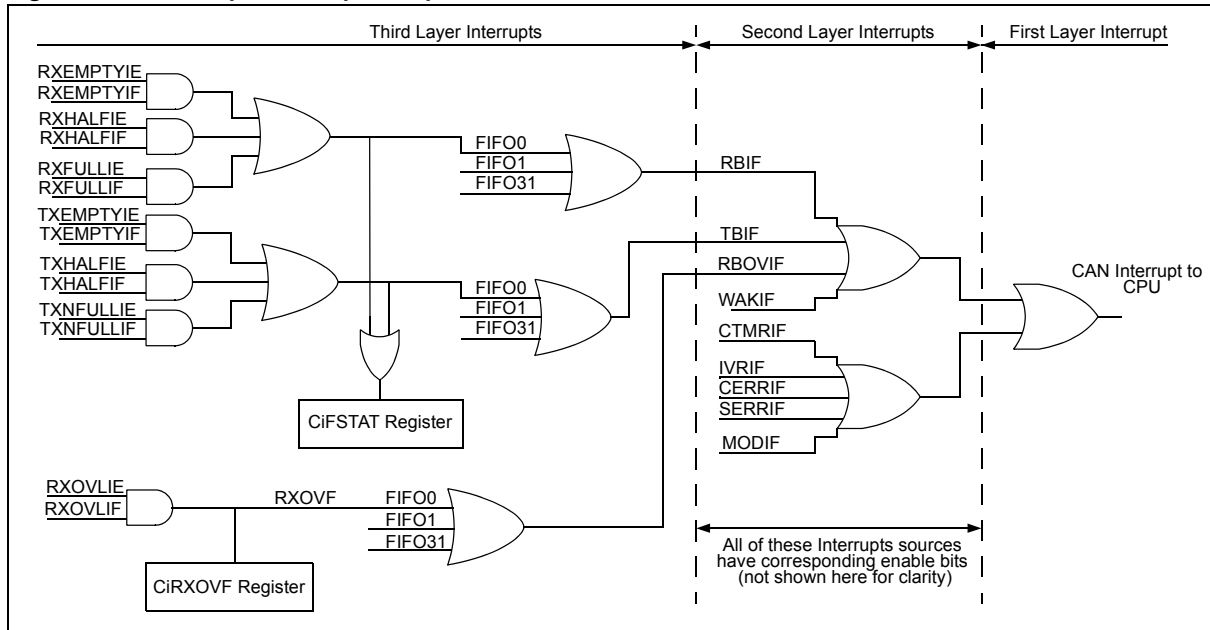 Third Layer Interrupts
Second Layer Interrupts
First Layer Interrupt
RXEMPTYIE
RXEMPTYIF
RXHALFIE
RXHALFIF
RXFULLIE
RXFULLIF
TXEMPTYIE
TXEMPTYIF
TXHALFIE
TXHALFIF
TXNFULLIE
TXNFULLIF
FIFO0
FIFO1
FIFO31
FIFO0
FIFO1
FIFO31
CiFSTAT Register
RXOVLIE
RXOVLIF
RXOVF
FIFO0
FIFO1
FIFO31
CiRXOVF Register
RBIF
TBIF
RBOVIF
WAKIF
CTMRIF
IVRIF
CERRIF
SERRIF
MODIF
CAN Interrupt to
CPU
All of these Interrupts sources
have corresponding enable bits
(not shown here for clarity)